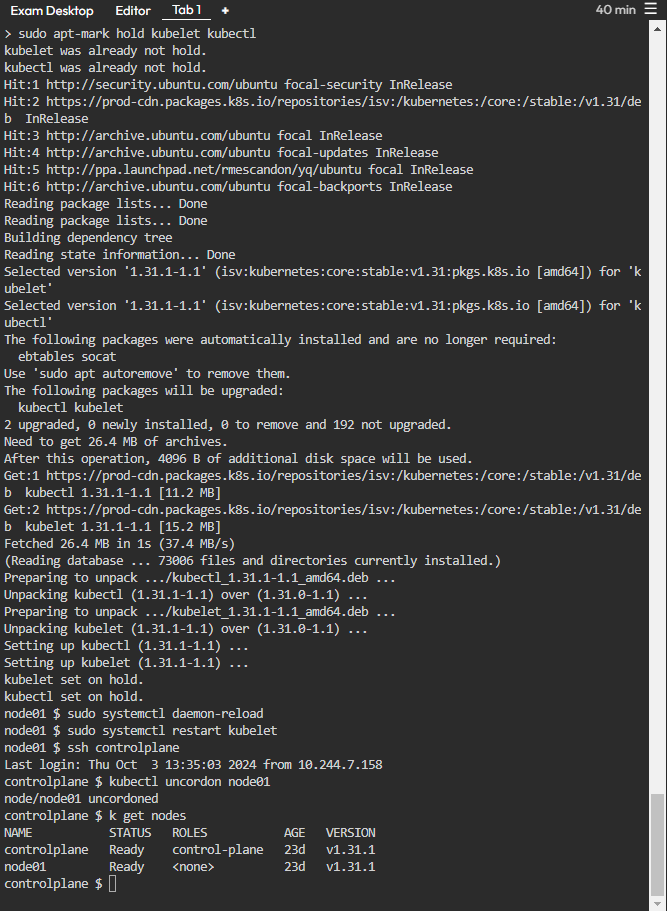 Exam Desktop Editor Tab 1 + 40 min
> sudo apt-mark hold kubelet kubectl
kubelet was already not hold.
kubectl was already not hold.
Hit:1 http://security.ubuntu.com/ubuntu focal-security InRelease
Hit:2 https://prod-cdn.packages.k8s.io/repositories/isv:/kubernetes:/core:/stable:/v1.31/de
b  InRelease
Hit:3 http://archive.ubuntu.com/ubuntu focal InRelease
Hit:4 http://archive.ubuntu.com/ubuntu focal-updates InRelease
Hit:5 http://ppa.launchpad.net/rmescandon/yq/ubuntu focal InRelease
Hit:6 http://archive.ubuntu.com/ubuntu focal-backports InRelease
Reading package lists... Done
Reading package lists... Done
Building dependency tree
Reading state information... Done
Selected version '1.31.1-1.1' (isv:kubernetes:core:stable:v1.31:pkgs.k8s.io [amd64]) for 'k
ubelet'
Selected version '1.31.1-1.1' (isv:kubernetes:core:stable:v1.31:pkgs.k8s.io [amd64]) for 'k
ubectl'
The following packages were automatically installed and are no longer required:
  ebtables socat
Use 'sudo apt autoremove' to remove them.
The following packages will be upgraded:
  kubectl kubelet
2 upgraded, 0 newly installed, 0 to remove and 192 not upgraded.
Need to get 26.4 MB of archives.
After this operation, 4096 B of additional disk space will be used.
Get:1 https://prod-cdn.packages.k8s.io/repositories/isv:/kubernetes:/core:/stable:/v1.31/de
b  kubectl 1.31.1-1.1 [11.2 MB]
Get:2 https://prod-cdn.packages.k8s.io/repositories/isv:/kubernetes:/core:/stable:/v1.31/de
b  kubelet 1.31.1-1.1 [15.2 MB]
Fetched 26.4 MB in 1s (37.4 MB/s)
(Reading database ... 73006 files and directories currently installed.)
Preparing to unpack .../kubectl_1.31.1-1.1_amd64.deb ...
Unpacking kubectl (1.31.1-1.1) over (1.31.0-1.1) ...
Preparing to unpack .../kubelet_1.31.1-1.1_amd64.deb ...
Unpacking kubelet (1.31.1-1.1) over (1.31.0-1.1) ...
Setting up kubectl (1.31.1-1.1) ...
Setting up kubelet (1.31.1-1.1) ...
kubelet set on hold.
kubectl set on hold.
node01 $ sudo systemctl daemon-reload
node01 $ sudo systemctl restart kubelet
node01 $ ssh controlplane
Last login: Thu Oct  3 13:35:03 2024 from 10.244.7.158
controlplane $ kubectl uncordon node01
node/node01 uncordoned
controlplane $ k get nodes
NAME           STATUS   ROLES           AGE   VERSION
controlplane   Ready    control-plane   23d   v1.31.1
node01         Ready    <none>          23d   v1.31.1
controlplane $